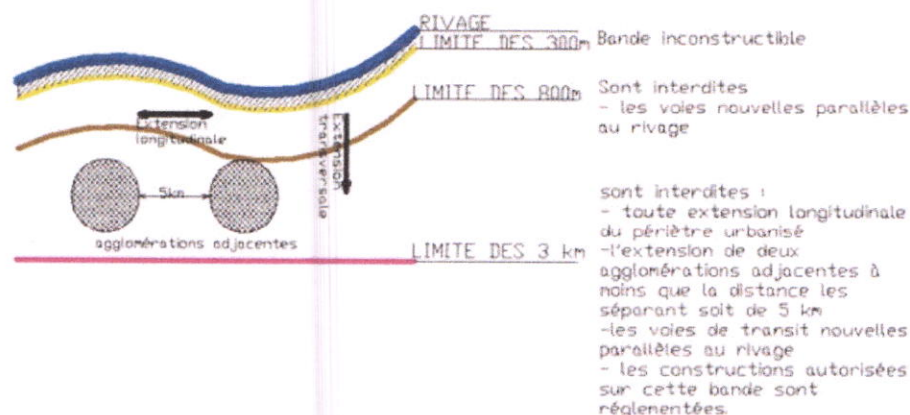 RIVAGE
LIMITE DES 300m Bande inconstructible
LIMITE DES 800m
Sont interdites
- les voies nouvelles parallèles
au rivage
Extension
longitudinale
Extension
transversale
5km
agglomérations adjacentes
LIMITE DES 3 km
sont interdites :
- toute extension longitudinale
du périètre urbanisé
-l'extension de deux
agglomérations adjacentes à
moins que la distance les
séparant soit de 5 km
-les voies de transit nouvelles
parallèles au rivage
- les constructions autorisées
sur cette bande sont
réglenentées.